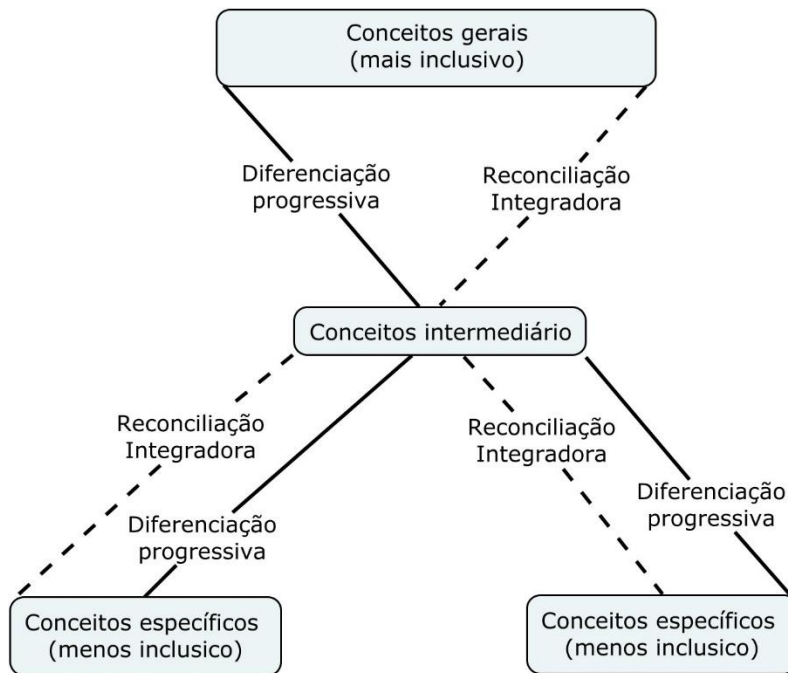 Conceitos gerais
(mais inclusivo)
Diferenciação
progressiva
Reconciliação
Integradora
Conceitos intermediário
Reconciliação
Integradora
Reconciliação
Integradora
Diferenciação
progressiva
Diferenciação
progressiva
Conceitos específicos
(menos inclusico)
Conceitos específicos
(menos inclusico)